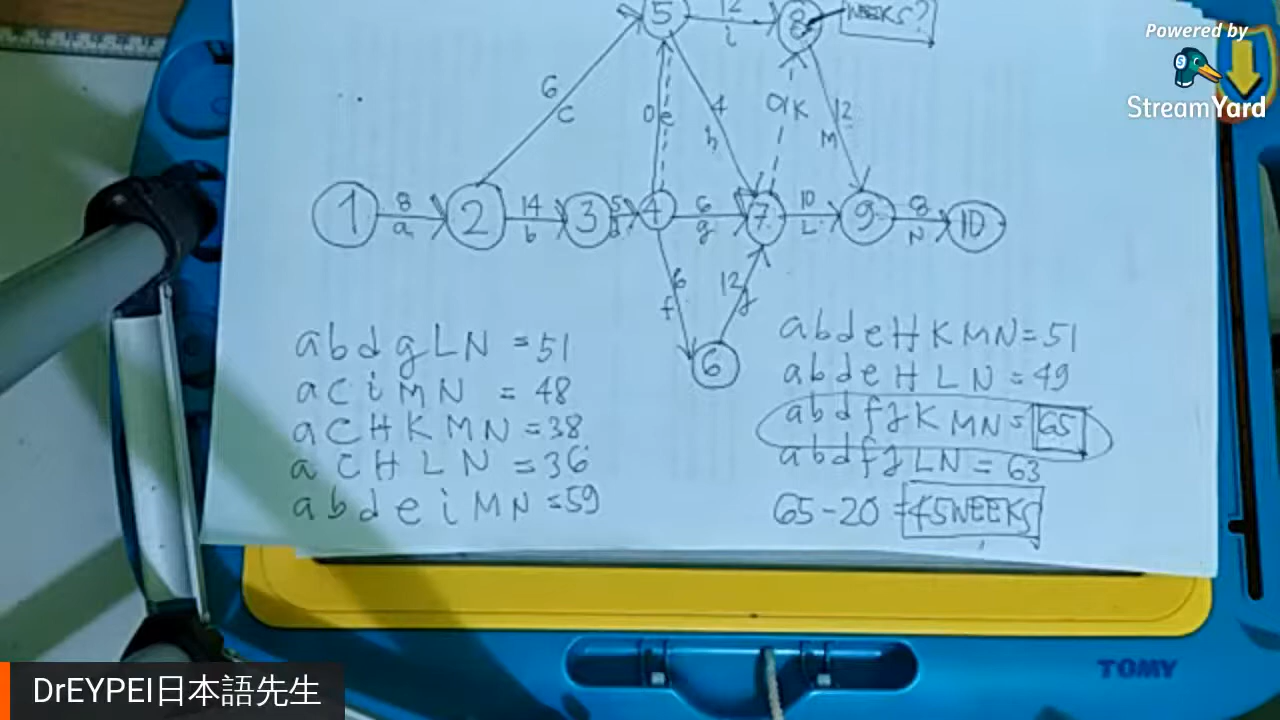 Powered by
StreamYard
5 12 i 8 WEEKS?
6 c 0 e 4 h 0 K 12 M
1 8 a 2 14 b 3 5 d 4 6 g 7 10 L 9 8 N 10
6 f 12 j
6
abdgLN = 51
aciMN = 48
aCHKMN = 38
aCHLN = 36
abdeiMN = 59
abdeHKMN = 51
abdeHLN = 49
abdfjKMN = 65
abdfjLN = 63
65-20 = 45WEEKS
TOMY
DrEYPEI日本語先生